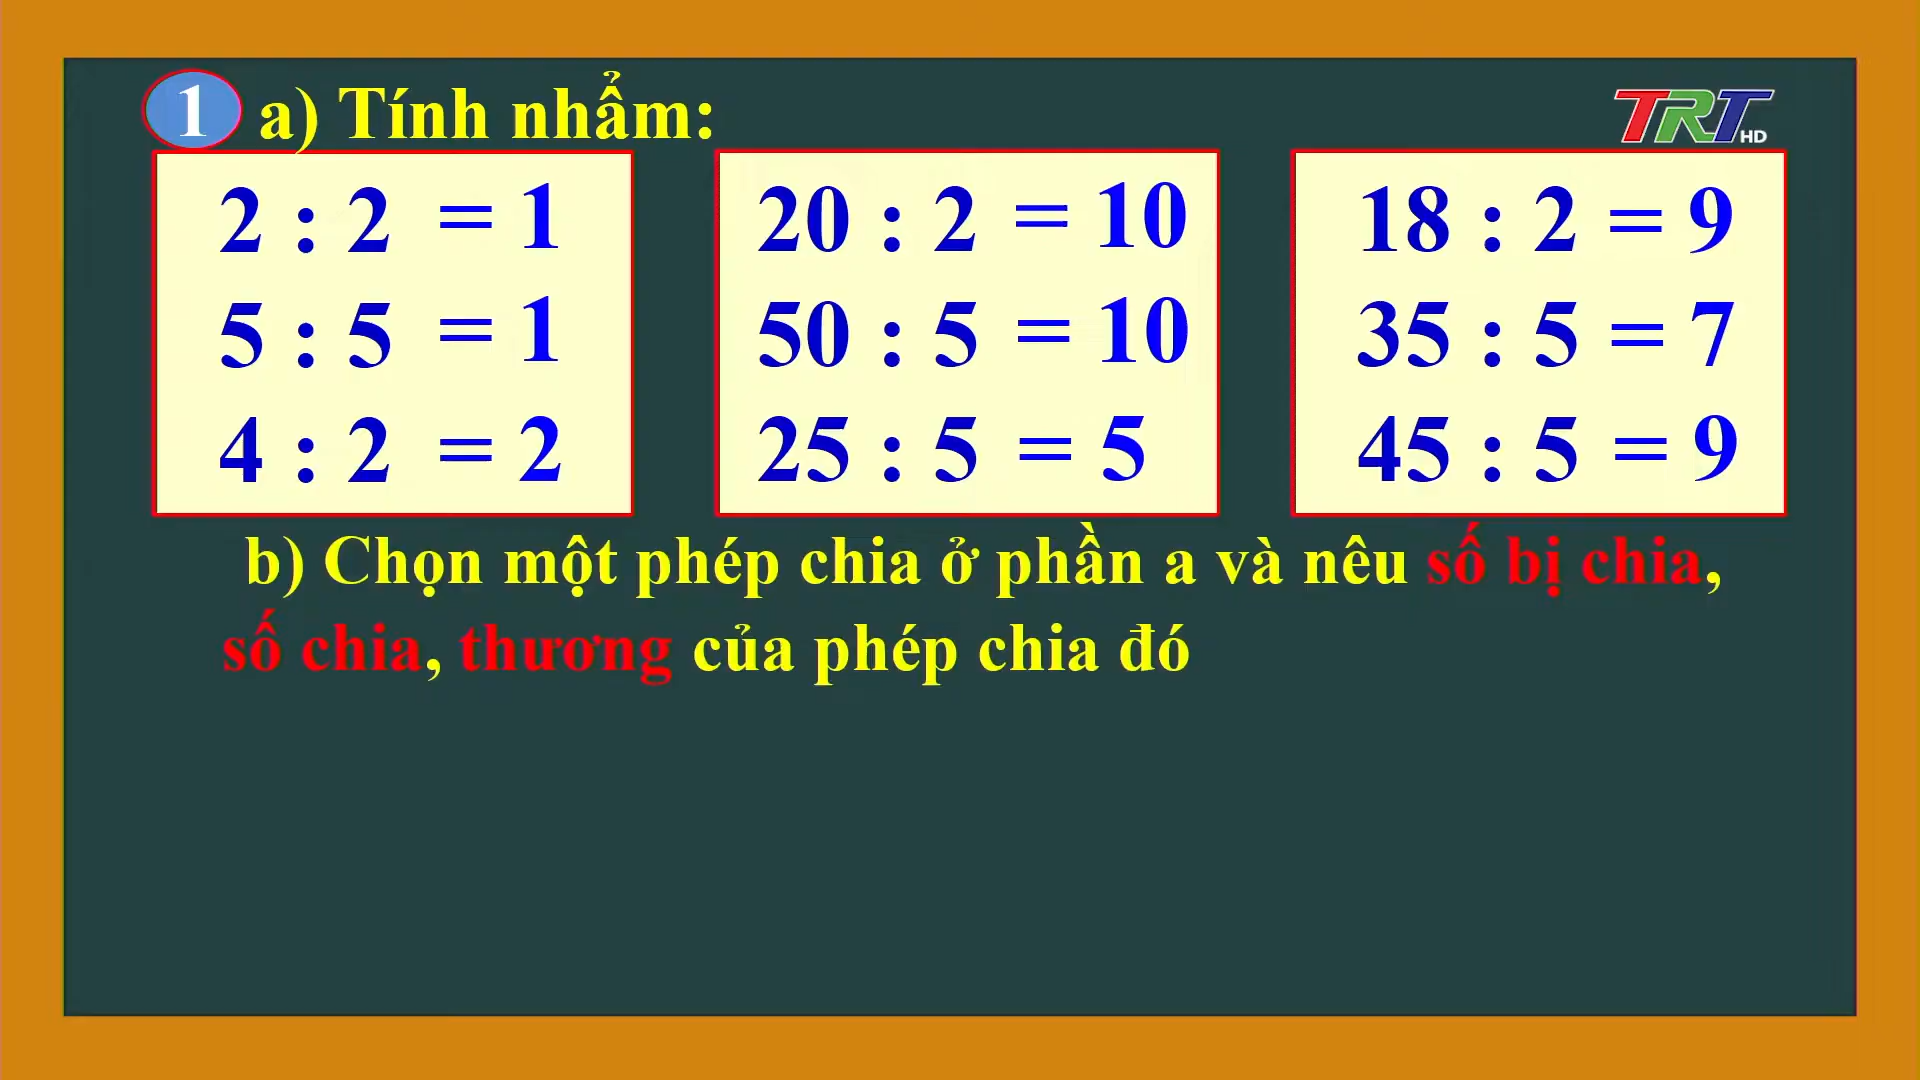 1 a) Tính nhẩm:
TRT HD
2 : 2 = 1
5 : 5 = 1
4 : 2 = 2
20 : 2 = 10
50 : 5 = 10
25 : 5 = 5
18 : 2 = 9
35 : 5 = 7
45 : 5 = 9
b) Chọn một phép chia ở phần a và nêu số bị chia,
số chia, thương của phép chia đó